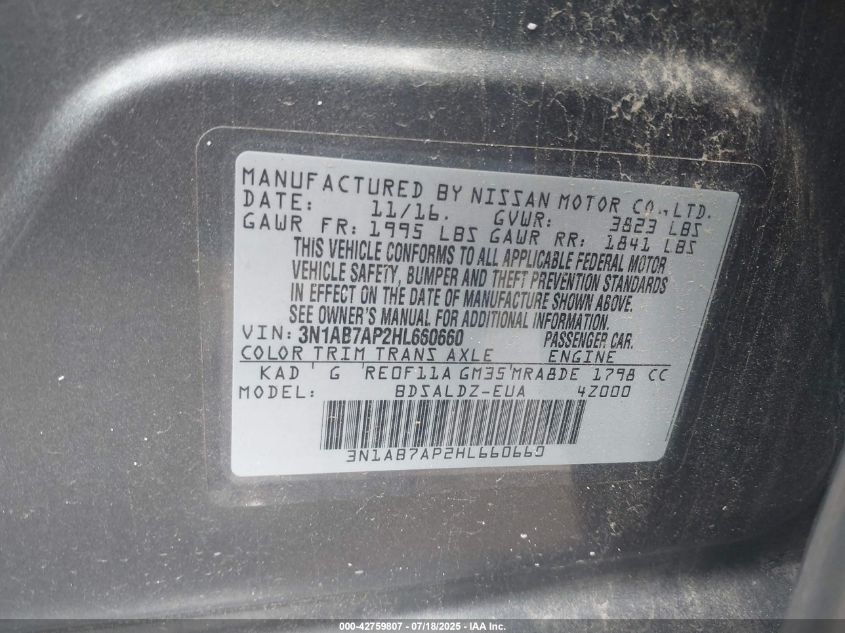 MANUFACTURED BY NISSAN MOTOR CO.,LTD.
DATE: 11/16. GVWR: 3823 LBS
GAWR FR: 1995 LBS GAWR RR: 1841 LBS
THIS VEHICLE CONFORMS TO ALL APPLICABLE FEDERAL MOTOR
VEHICLE SAFETY, BUMPER AND THEFT PREVENTION STANDARDS
IN EFFECT ON THE DATE OF MANUFACTURE SHOWN ABOVE.
SEE OWNER'S MANUAL FOR ADDITIONAL INFORMATION.
VIN: 3N1AB7AP2HL660660 PASSENGER CAR.
COLOR TRIM TRANS AXLE ENGINE
KAD G RE0F11A GM35 MRA8DE 1798 CC
MODEL: BDSALDZ-EUA 4Z000
3N1AB7AP2HL660660
000-42759807 - 07/18/2025 - IAA Inc.